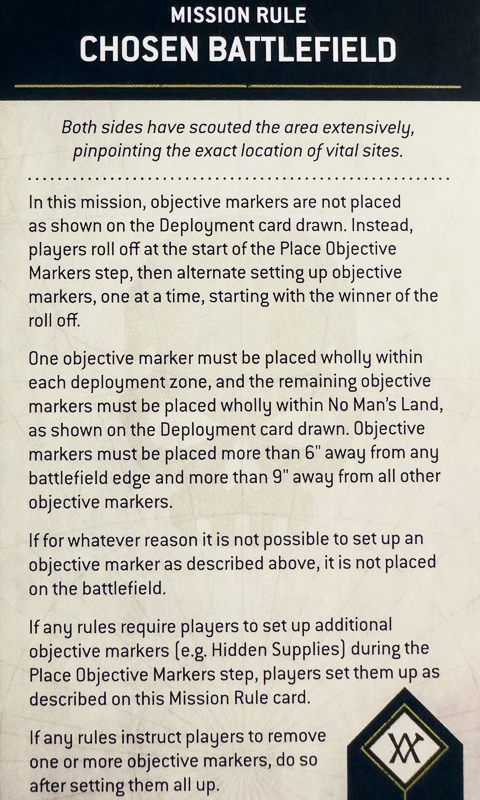 MISSION RULE
CHOSEN BATTLEFIELD
Both sides have scouted the area extensively,
pinpointing the exact location of vital sites.
In this mission, objective markers are not placed
as shown on the Deployment card drawn. Instead,
players roll off at the start of the Place Objective
Markers step, then alternate setting up objective
markers, one at a time, starting with the winner of the
roll off.
One objective marker must be placed wholly within
each deployment zone, and the remaining objective
markers must be placed wholly within No Man's Land,
as shown on the Deployment card drawn. Objective
markers must be placed more than 6" away from any
battlefield edge and more than 9" away from all other
objective markers.
If for whatever reason it is not possible to set up an
objective marker as described above, it is not placed
on the battlefield.
If any rules require players to set up additional
objective markers (e.g. Hidden Supplies) during the
Place Objective Markers step, players set them up as
described on this Mission Rule card.
If any rules instruct players to remove
one or more objective markers, do so
after setting them all up.